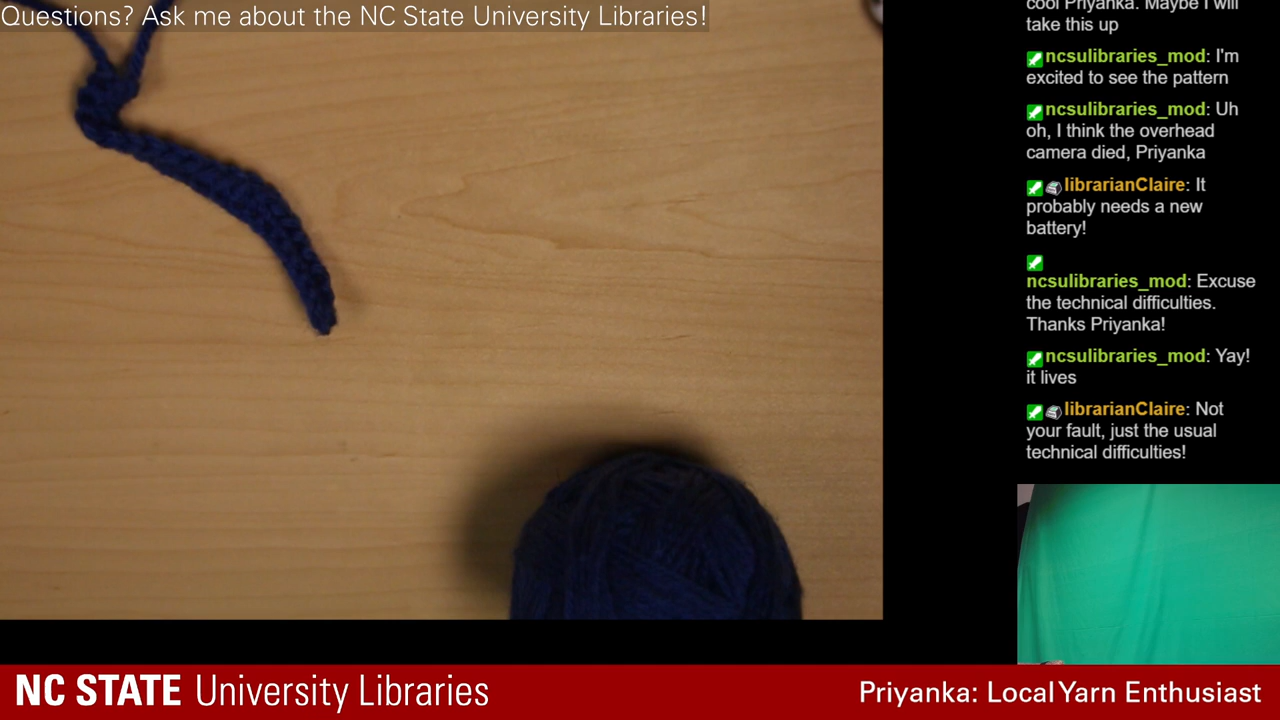 Questions? Ask me about the NC State University Libraries!
cool Priyanka. Maybe I will
take this up
ncsulibraries_mod: I'm
excited to see the pattern
ncsulibraries_mod: Uh
oh, I think the overhead
camera died, Priyanka
librarianClaire: It
probably needs a new
battery!
ncsulibraries_mod: Excuse
the technical difficulties.
Thanks Priyanka!
ncsulibraries_mod: Yay!
it lives
librarianClaire: Not
your fault, just the usual
technical difficulties!
NC STATE University Libraries
Priyanka: Local Yarn Enthusiast